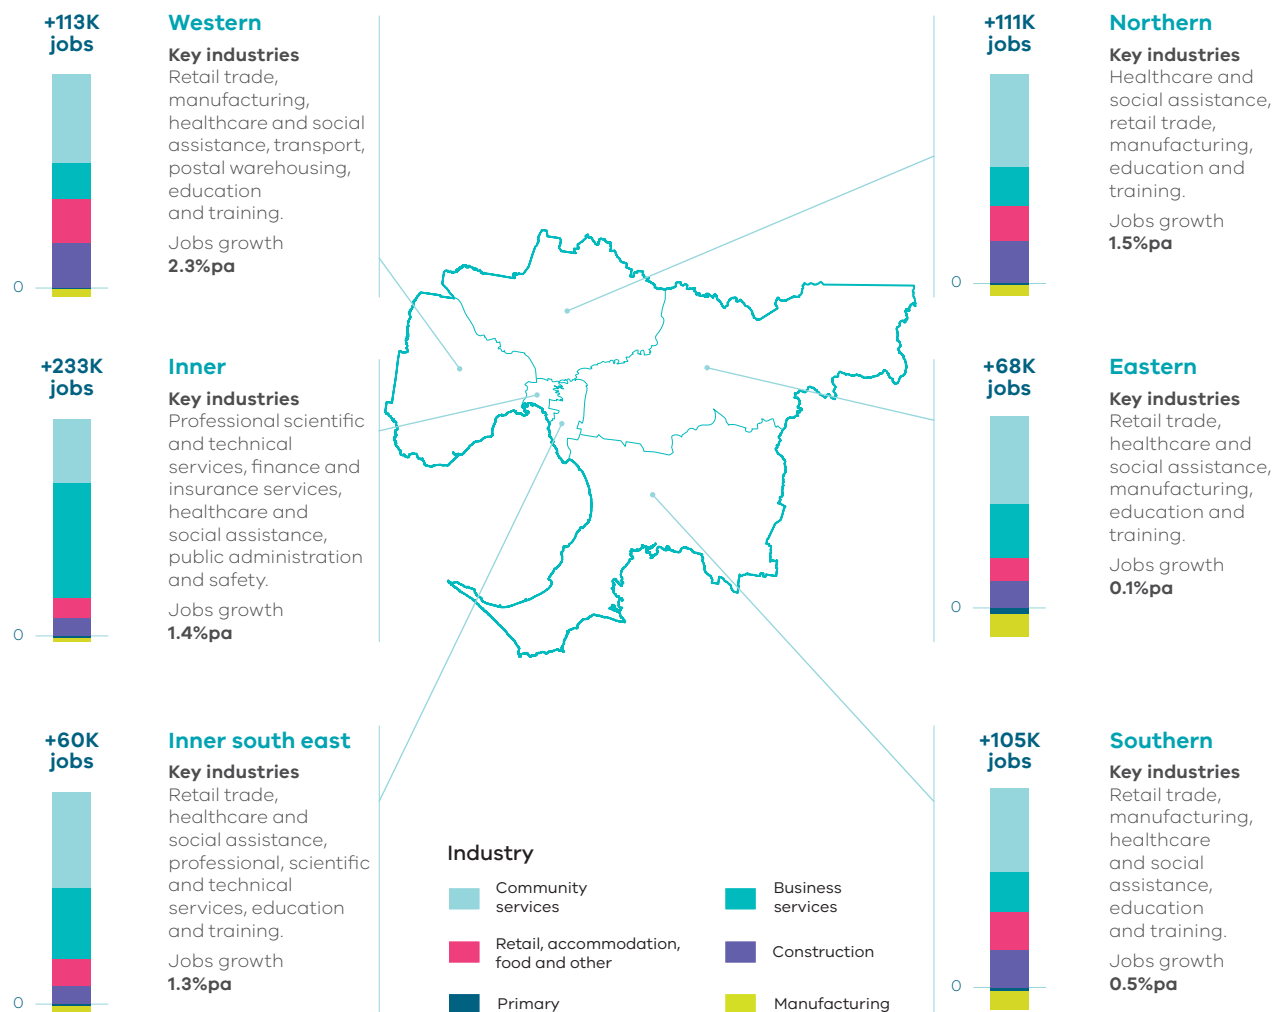 +113K
jobs
0
Western
Key industries
Retail trade,
manufacturing,
healthcare and social
assistance, transport,
postal warehousing,
education
and training.
Jobs growth
2.3%pa
+111K
jobs
0
Northern
Key industries
Healthcare and
social assistance,
retail trade,
manufacturing,
education and
training.
Jobs growth
1.5%pa
+233K
jobs
0
Inner
Key industries
Professional scientific
and technical
services, finance and
insurance services,
healthcare and
social assistance,
public administration
and safety.
Jobs growth
1.4%pa
+68K
jobs
0
Eastern
Key industries
Retail trade,
healthcare and
social assistance,
manufacturing,
education and
training.
Jobs growth
0.1%pa
+60K
jobs
0
Inner south east
Key industries
Retail trade,
healthcare and
social assistance,
professional, scientific
and technical
services, education
and training.
Jobs growth
1.3%pa
+105K
jobs
0
Southern
Key industries
Retail trade,
manufacturing,
healthcare
and social
assistance,
education
and training.
Jobs growth
0.5%pa
Industry
Community
services
Business
services
Retail, accommodation,
food and other
Construction
Primary
Manufacturing